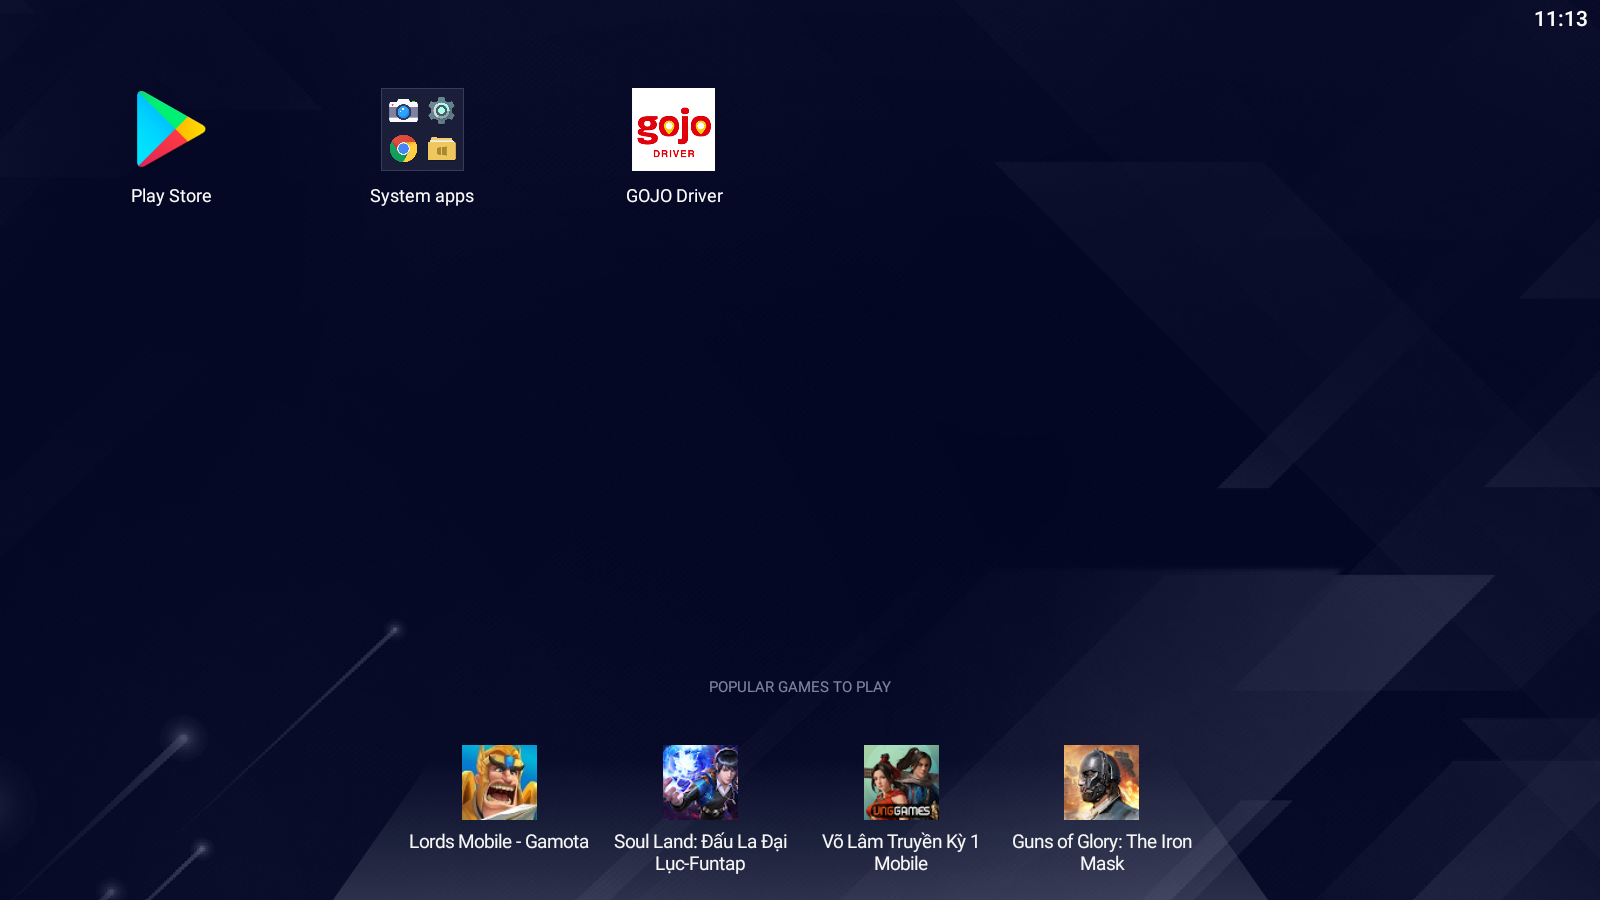 11:13
gojo
DRIVER
Play Store
System apps
GOJO Driver
POPULAR GAMES TO PLAY
VNGGAMES
Lords Mobile - Gamota
Soul Land: Đấu La Đại
Lục-Funtap
Võ Lâm Truyền Kỳ 1
Mobile
Guns of Glory: The Iron
Mask